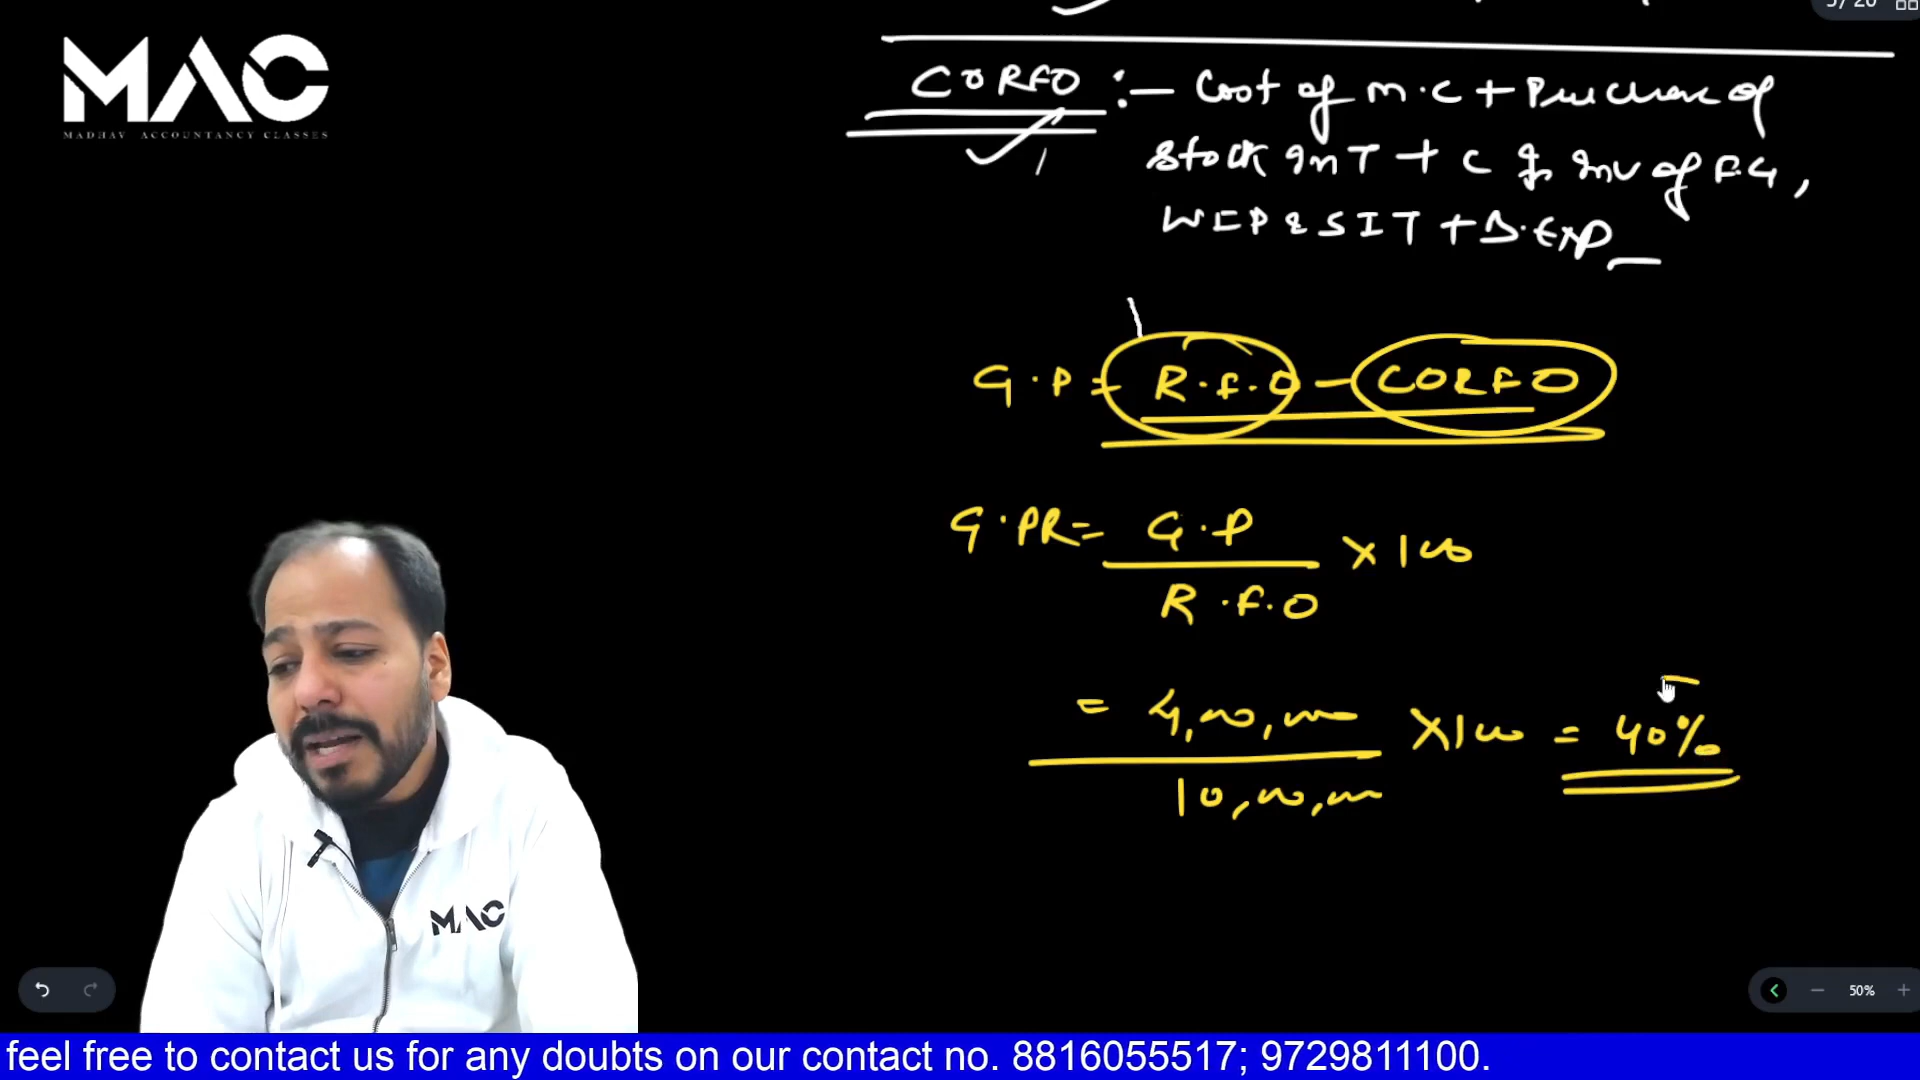 5/20
MAC
MADHAV ACCOUNTANCY CLASSES
CORFO :- Cost of M.C + Purchase of
Stock in T + C in Inv of F.G,
WIP & SIT + D.Exp
G.P = R.F.O - CORFO
G.PR = G.P / R.F.O × 100
= 4,00,000 / 10,00,000 × 100 = 40%
MAC
50%
feel free to contact us for any doubts on our contact no. 8816055517; 9729811100.